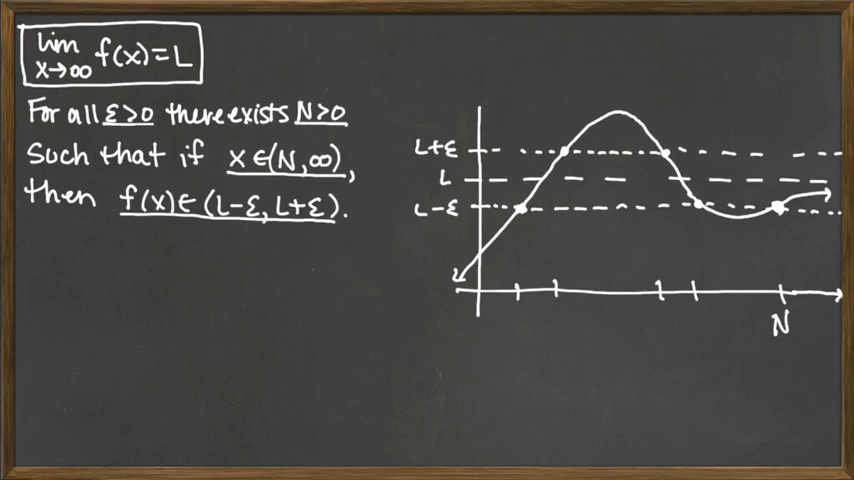 lim x→∞ f(x)=L
For all ε>0 there exists N>0
Such that if x∈(N,∞),
then f(x)∈(L-ε, L+ε).
L+ε
L
L-ε
N